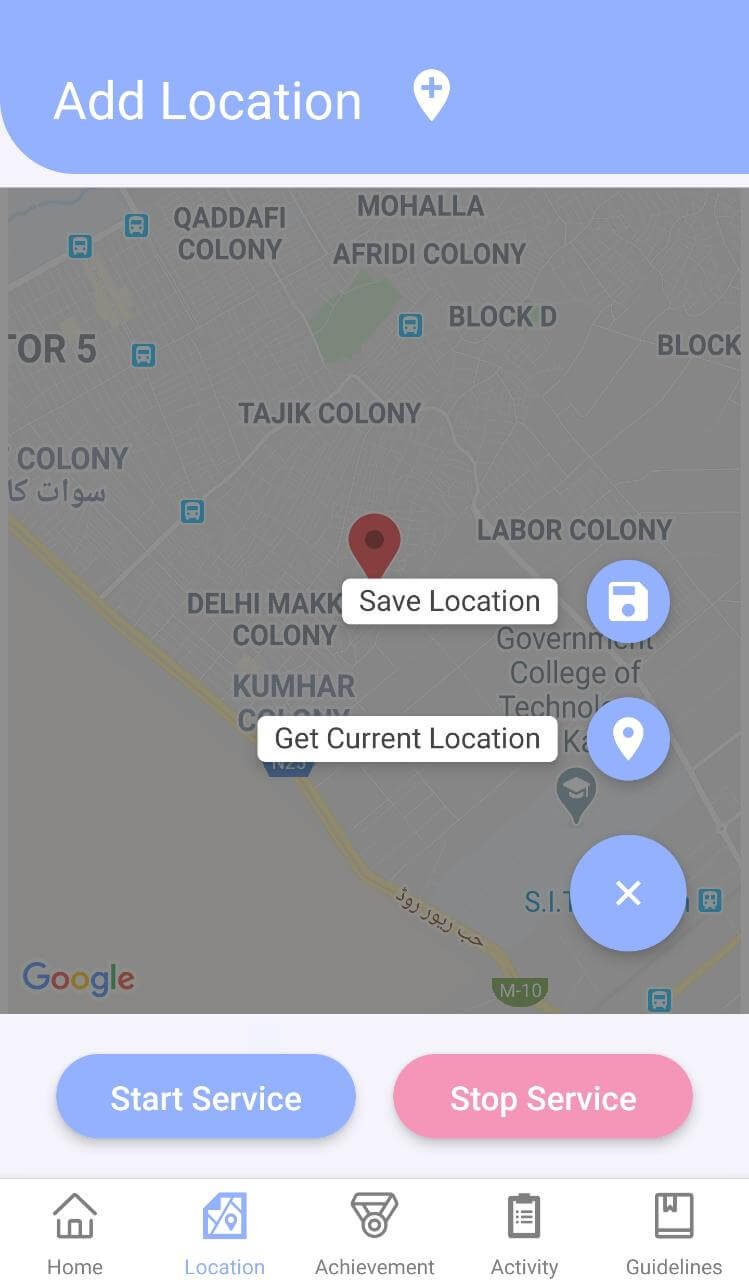 Add Location
MOHALLA
QADDAFI
COLONY
AFRIDI COLONY
BLOCK D
BLOCK
TOR 5
TAJIK COLONY
COLONY
سوات کا
LABOR COLONY
DELHI MAKK
COLONY
Save Location
Government
College of
Technolo
KUMHAR
COLONY
Get Current Location
Ka
N25
S.I.T
حب ریور روڈ
Google
M-10
Start Service
Stop Service
Home
Location
Achievement
Activity
Guidelines